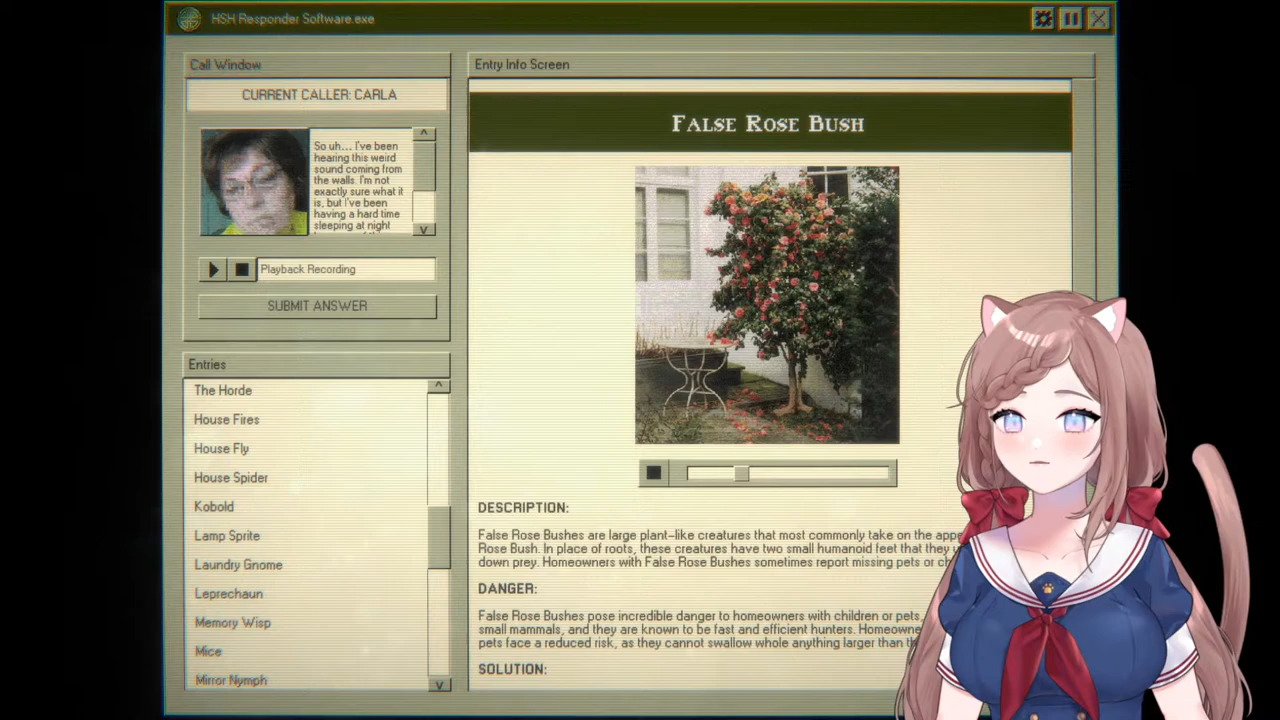 HSH Responder Software.exe
Call Window
CURRENT CALLER: CARLA
So uh... I've been
hearing this weird
sound coming from
the walls. I'm not
exactly sure what it
is, but I've been
having a hard time
sleeping at night
Playback Recording
SUBMIT ANSWER
Entries
The Horde
House Fires
House Fly
House Spider
Kobold
Lamp Sprite
Laundry Gnome
Leprechaun
Memory Wisp
Mice
Mirror Nymph
Entry Info Screen
False Rose Bush
DESCRIPTION:
False Rose Bushes are large plant-like creatures that most commonly take on the
Rose Bush. In place of roots, these creatures have two small humanoid feet that they
down prey. Homeowners with False Rose Bushes sometimes report missing pets or
DANGER:
False Rose Bushes pose incredible danger to homeowners with children or pets,
small mammals, and they are known to be fast and efficient hunters.
pets face a reduced risk, as they cannot swallow whole anything larger than
SOLUTION: